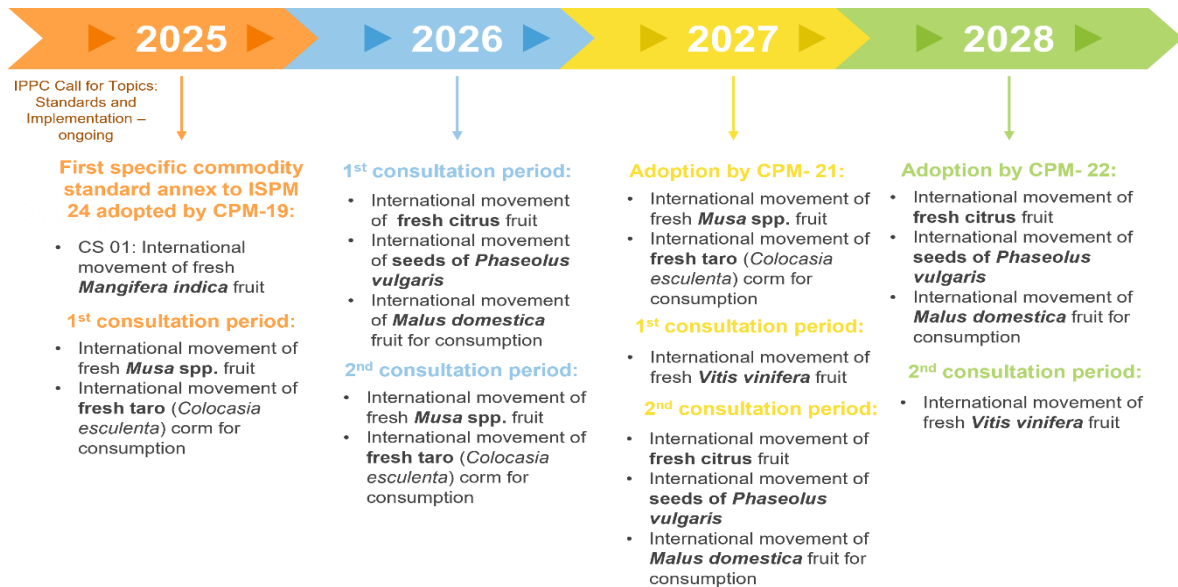 2025
2026
2027
2028
IPPC Call for Topics:
Standards and
Implementation –
ongoing
First specific commodity
standard annex to ISPM
24 adopted by CPM-19:
• CS 01: International
movement of fresh
Mangifera indica fruit
1st consultation period:
• International movement of
fresh Musa spp. fruit
• International movement of
fresh taro (Colocasia
esculenta) corm for
consumption
1st consultation period:
• International movement
of fresh citrus fruit
• International movement
of seeds of Phaseolus
vulgaris
• International movement
of Malus domestica
fruit for consumption
2nd consultation period:
• International movement of
fresh Musa spp. fruit
• International movement of
fresh taro (Colocasia
esculenta) corm for
consumption
Adoption by CPM- 21:
• International movement of
fresh Musa spp. fruit
• International movement of
fresh taro (Colocasia
esculenta) corm for
consumption
1st consultation period:
• International movement of
fresh Vitis vinifera fruit
2nd consultation period:
• International movement of
fresh citrus fruit
• International movement of
seeds of Phaseolus
vulgaris
• International movement of
Malus domestica fruit for
consumption
Adoption by CPM- 22:
• International movement of
fresh citrus fruit
• International movement of
seeds of Phaseolus
vulgaris
• International movement of
Malus domestica fruit for
consumption
2nd consultation period:
• International movement of
fresh Vitis vinifera fruit